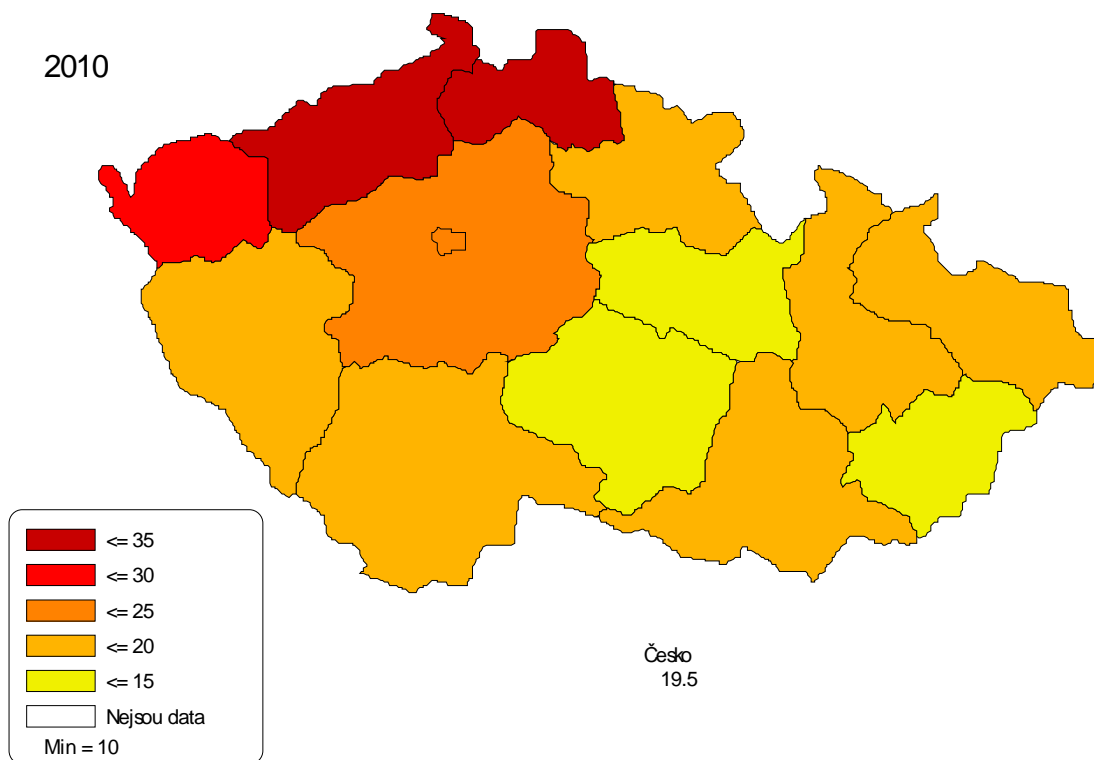 2010
<= 35
<= 30
<= 25
<= 20
<= 15
Nejsou data
Min = 10
Česko
19.5